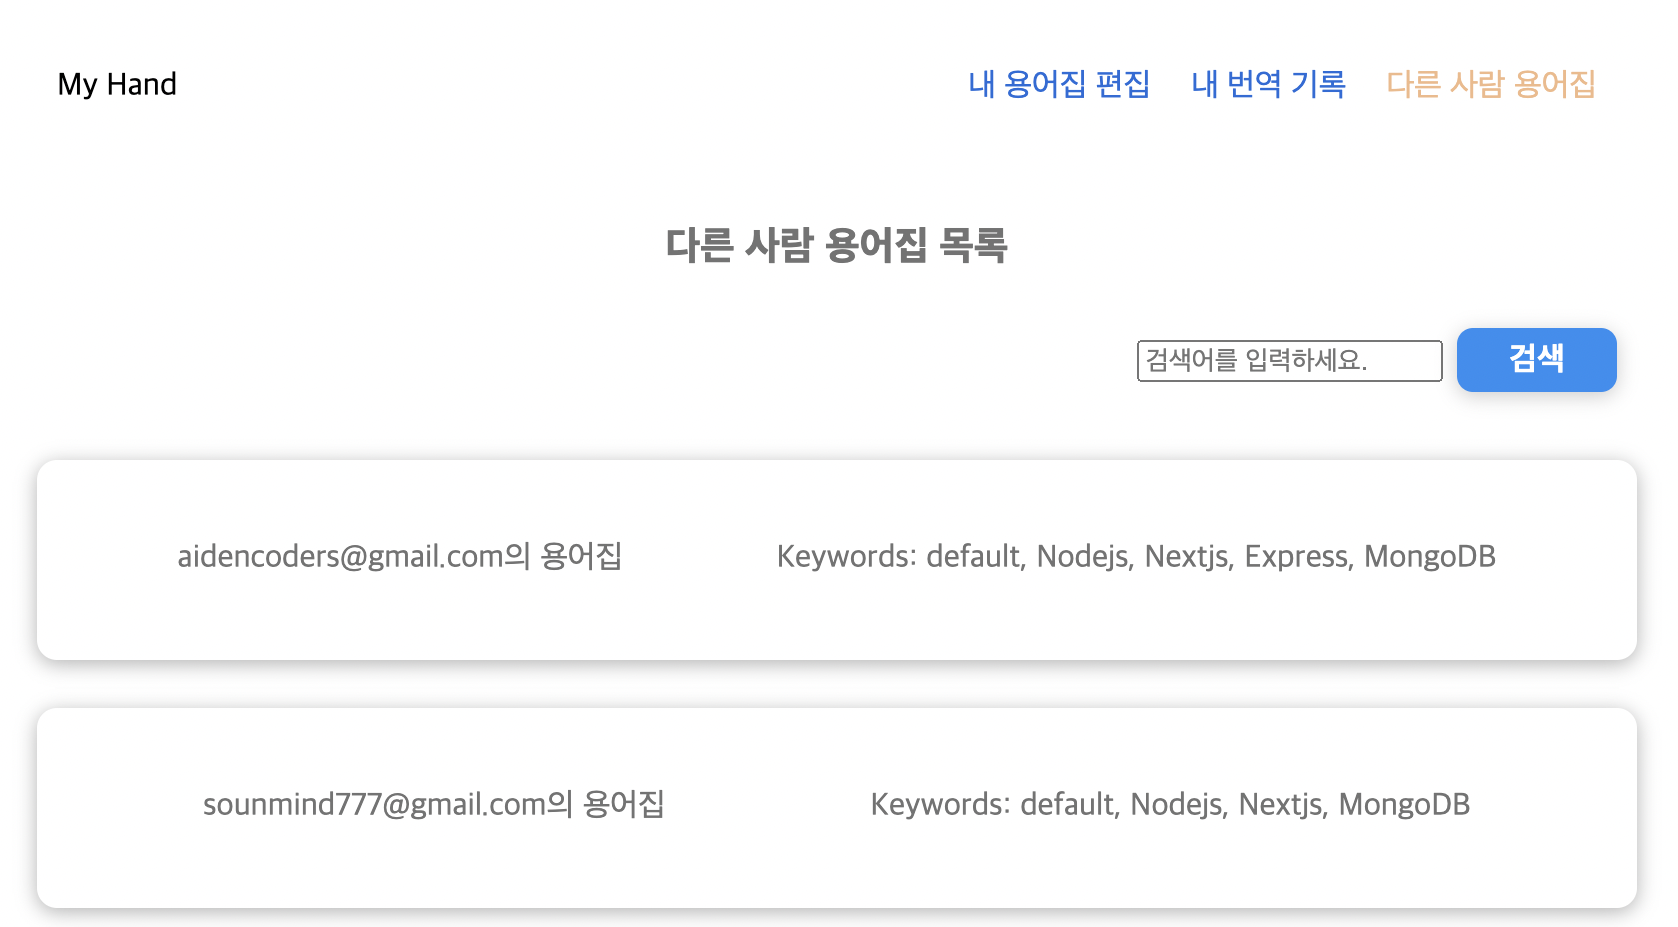 My Hand 내 용어집 편집 내 번역 기록 다른 사람 용어집
다른 사람 용어집 목록
검색어를 입력하세요. 검색
aidencoders@gmail.com의 용어집 Keywords: default, Nodejs, Nextjs, Express, MongoDB
sounmind777@gmail.com의 용어집 Keywords: default, Nodejs, Nextjs, MongoDB